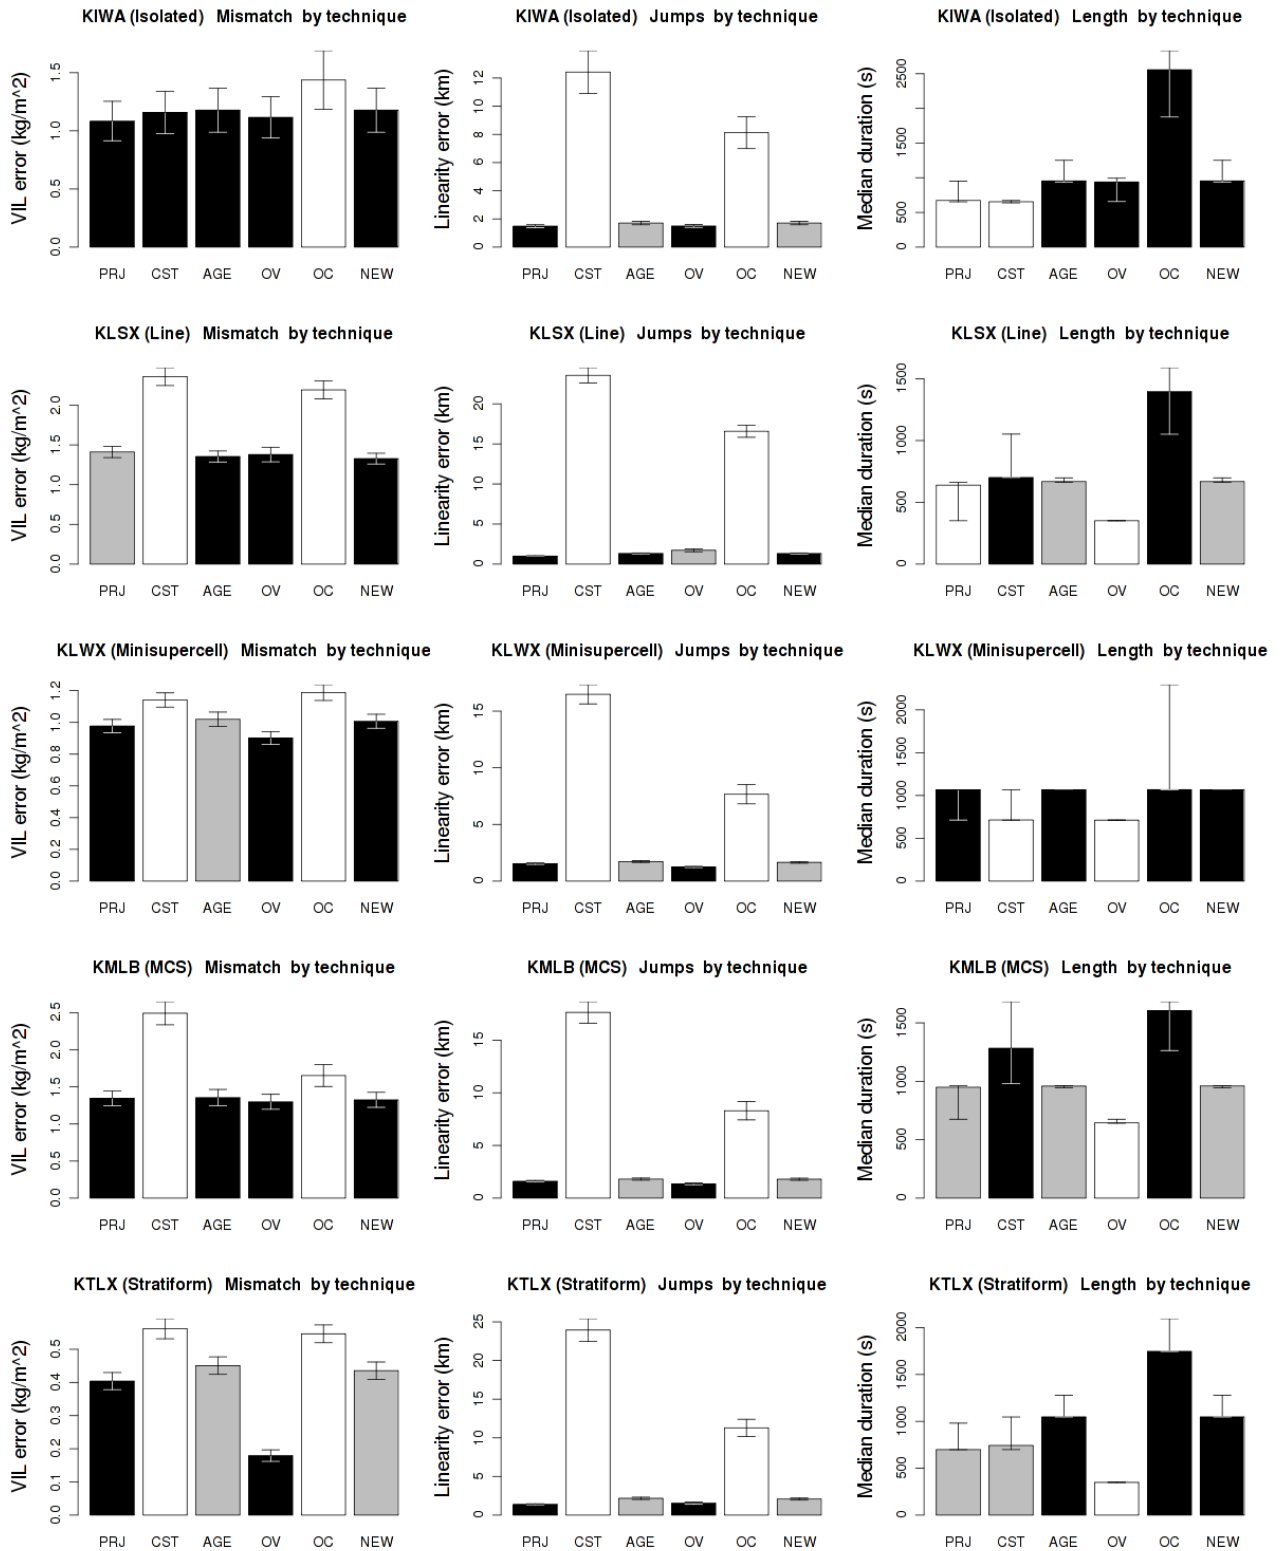 KIWA (Isolated) Mismatch by technique
VIL error (kg/m^2)
0.0 0.5 1.0 1.5
PRJ CST AGE OV OC NEW
KIWA (Isolated) Jumps by technique
Linearity error (km)
0 2 4 6 8 10 12
PRJ CST AGE OV OC NEW
KIWA (Isolated) Length by technique
Median duration (s)
0 500 1500 2500
PRJ CST AGE OV OC NEW
KLSX (Line) Mismatch by technique
VIL error (kg/m^2)
0.0 0.5 1.0 1.5 2.0
PRJ CST AGE OV OC NEW
KLSX (Line) Jumps by technique
Linearity error (km)
0 5 10 15 20
PRJ CST AGE OV OC NEW
KLSX (Line) Length by technique
Median duration (s)
0 500 1000 1500
PRJ CST AGE OV OC NEW
KLWX (Minisupercell) Mismatch by technique
VIL error (kg/m^2)
0.0 0.2 0.4 0.6 0.8 1.0 1.2
PRJ CST AGE OV OC NEW
KLWX (Minisupercell) Jumps by technique
Linearity error (km)
0 5 10 15
PRJ CST AGE OV OC NEW
KLWX (Minisupercell) Length by technique
Median duration (s)
0 500 1000 1500 2000
PRJ CST AGE OV OC NEW
KMLB (MCS) Mismatch by technique
VIL error (kg/m^2)
0.0 0.5 1.0 1.5 2.0 2.5
PRJ CST AGE OV OC NEW
KMLB (MCS) Jumps by technique
Linearity error (km)
0 5 10 15
PRJ CST AGE OV OC NEW
KMLB (MCS) Length by technique
Median duration (s)
0 500 1000 1500
PRJ CST AGE OV OC NEW
KTLX (Stratiform) Mismatch by technique
VIL error (kg/m^2)
0.0 0.1 0.2 0.3 0.4 0.5
PRJ CST AGE OV OC NEW
KTLX (Stratiform) Jumps by technique
Linearity error (km)
0 5 10 15 20 25
PRJ CST AGE OV OC NEW
KTLX (Stratiform) Length by technique
Median duration (s)
0 500 1000 1500 2000
PRJ CST AGE OV OC NEW